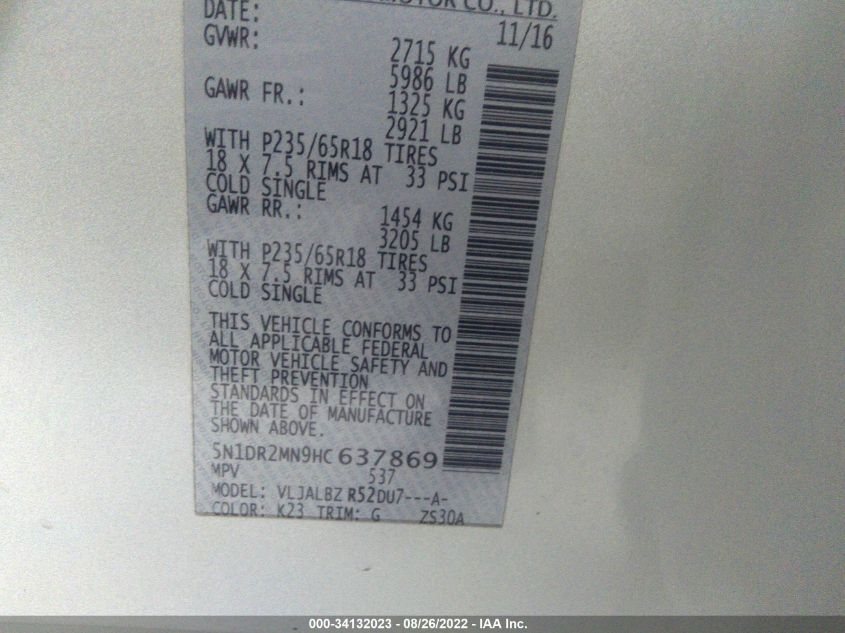 MOTOR CO., LTD.
DATE: 11/16
GVWR: 2715 KG
5986 LB
GAWR FR.: 1325 KG
2921 LB
WITH P235/65R18 TIRES
18 X 7.5 RIMS AT 33 PSI
COLD SINGLE
GAWR RR.: 1454 KG
3205 LB
WITH P235/65R18 TIRES
18 X 7.5 RIMS AT 33 PSI
COLD SINGLE
THIS VEHICLE CONFORMS TO
ALL APPLICABLE FEDERAL
MOTOR VEHICLE SAFETY AND
THEFT PREVENTION
STANDARDS IN EFFECT ON
THE DATE OF MANUFACTURE
SHOWN ABOVE.
5N1DR2MN9HC 637869
MPV 537
MODEL: VLJALBZ R52DU7---A-
COLOR: K23 TRIM: G ZS30A
000-34132023 - 08/26/2022 - IAA Inc.